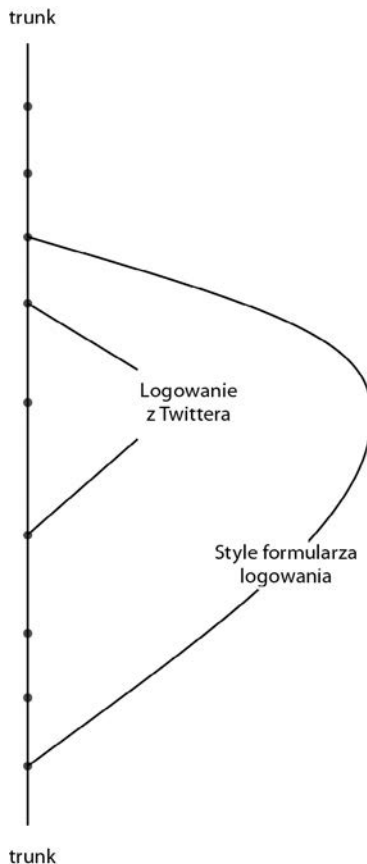 trunk
Logowanie
z Twittera
Style formularza
logowania
trunk